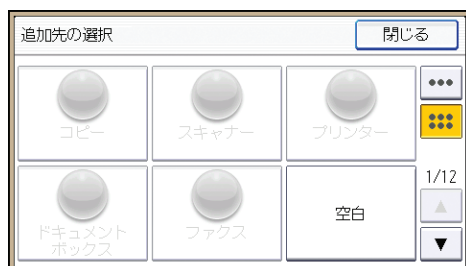 追加先の選択
閉じる
コピー
スキャナー
プリンター
1/12
ドキュメント
ボックス
ファクス
空白